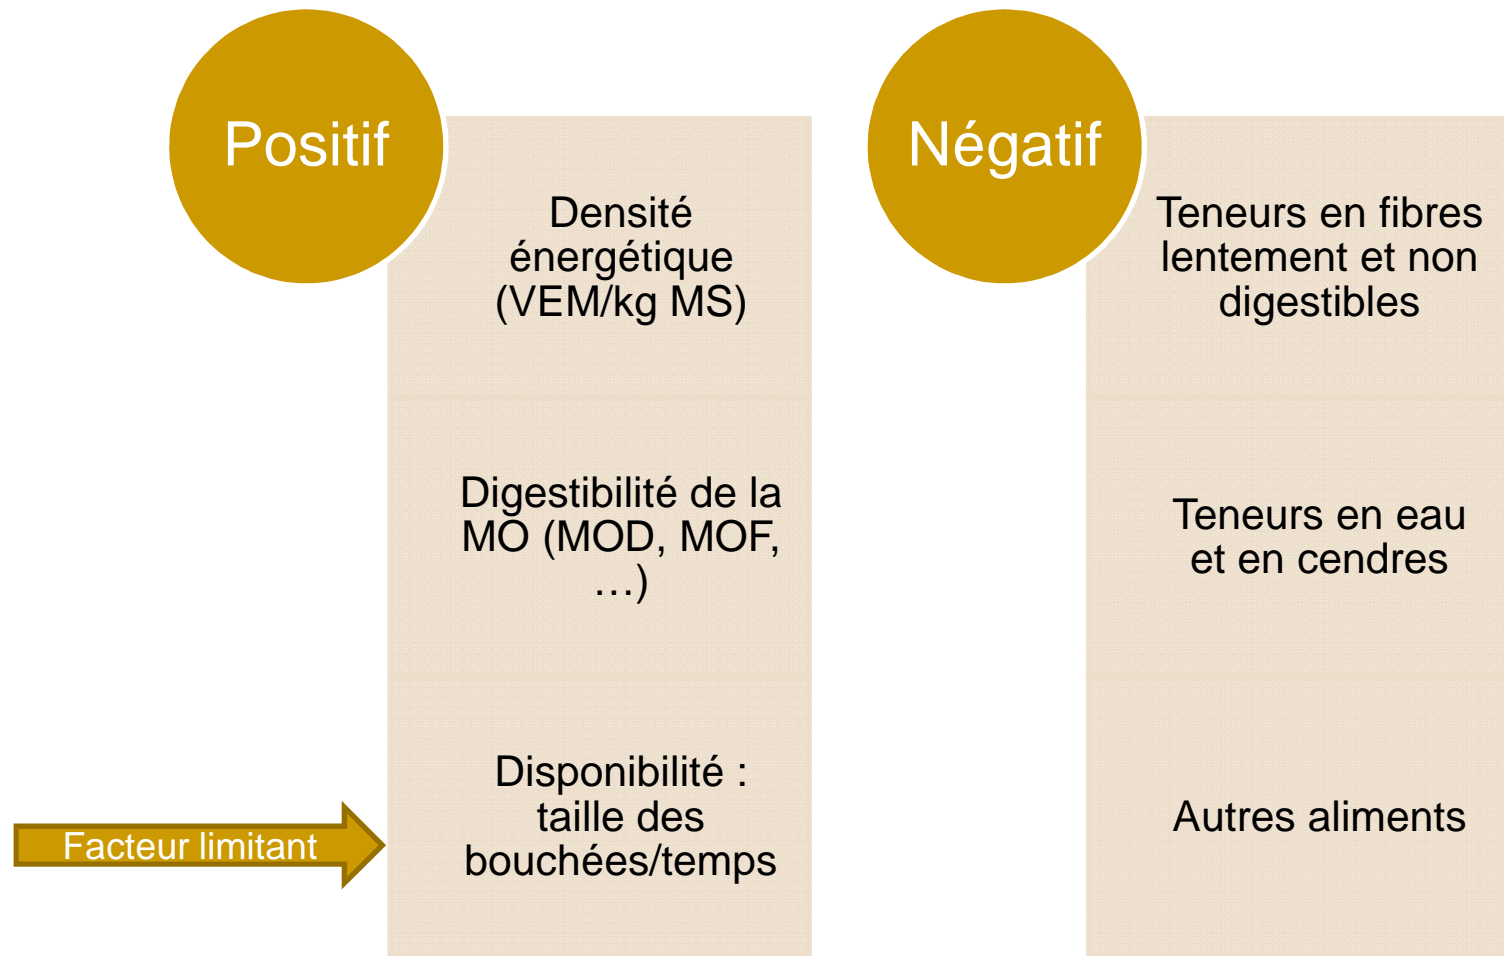 Positif
Densité
énergétique
(VEM/kg MS)
Digestibilité de la
MO (MOD, MOF,
…)
Facteur limitant
Disponibilité :
taille des
bouchées/temps
Négatif
Teneurs en fibres
lentement et non
digestibles
Teneurs en eau
et en cendres
Autres aliments